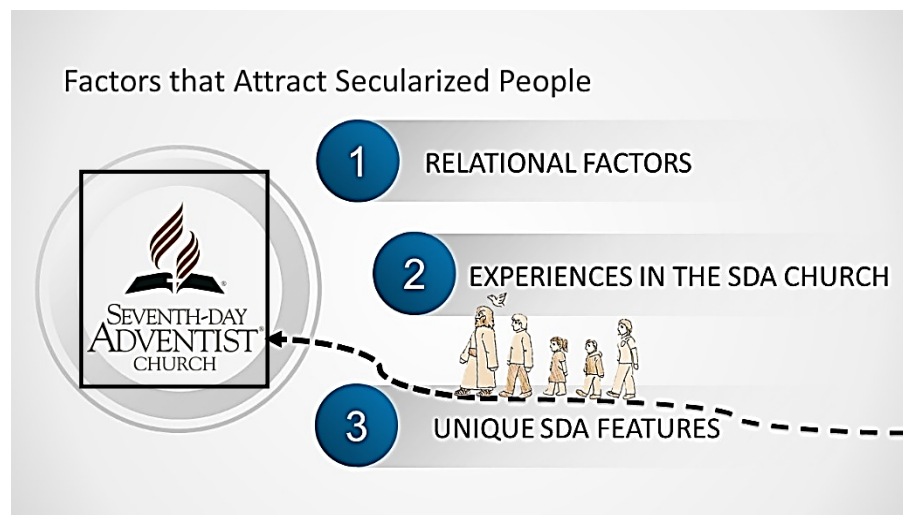 Factors that Attract Secularized People
1
RELATIONAL FACTORS
2
EXPERIENCES IN THE SDA CHURCH
SEVENTH-DAY
ADVENTIST®
CHURCH
3
UNIQUE SDA FEATURES